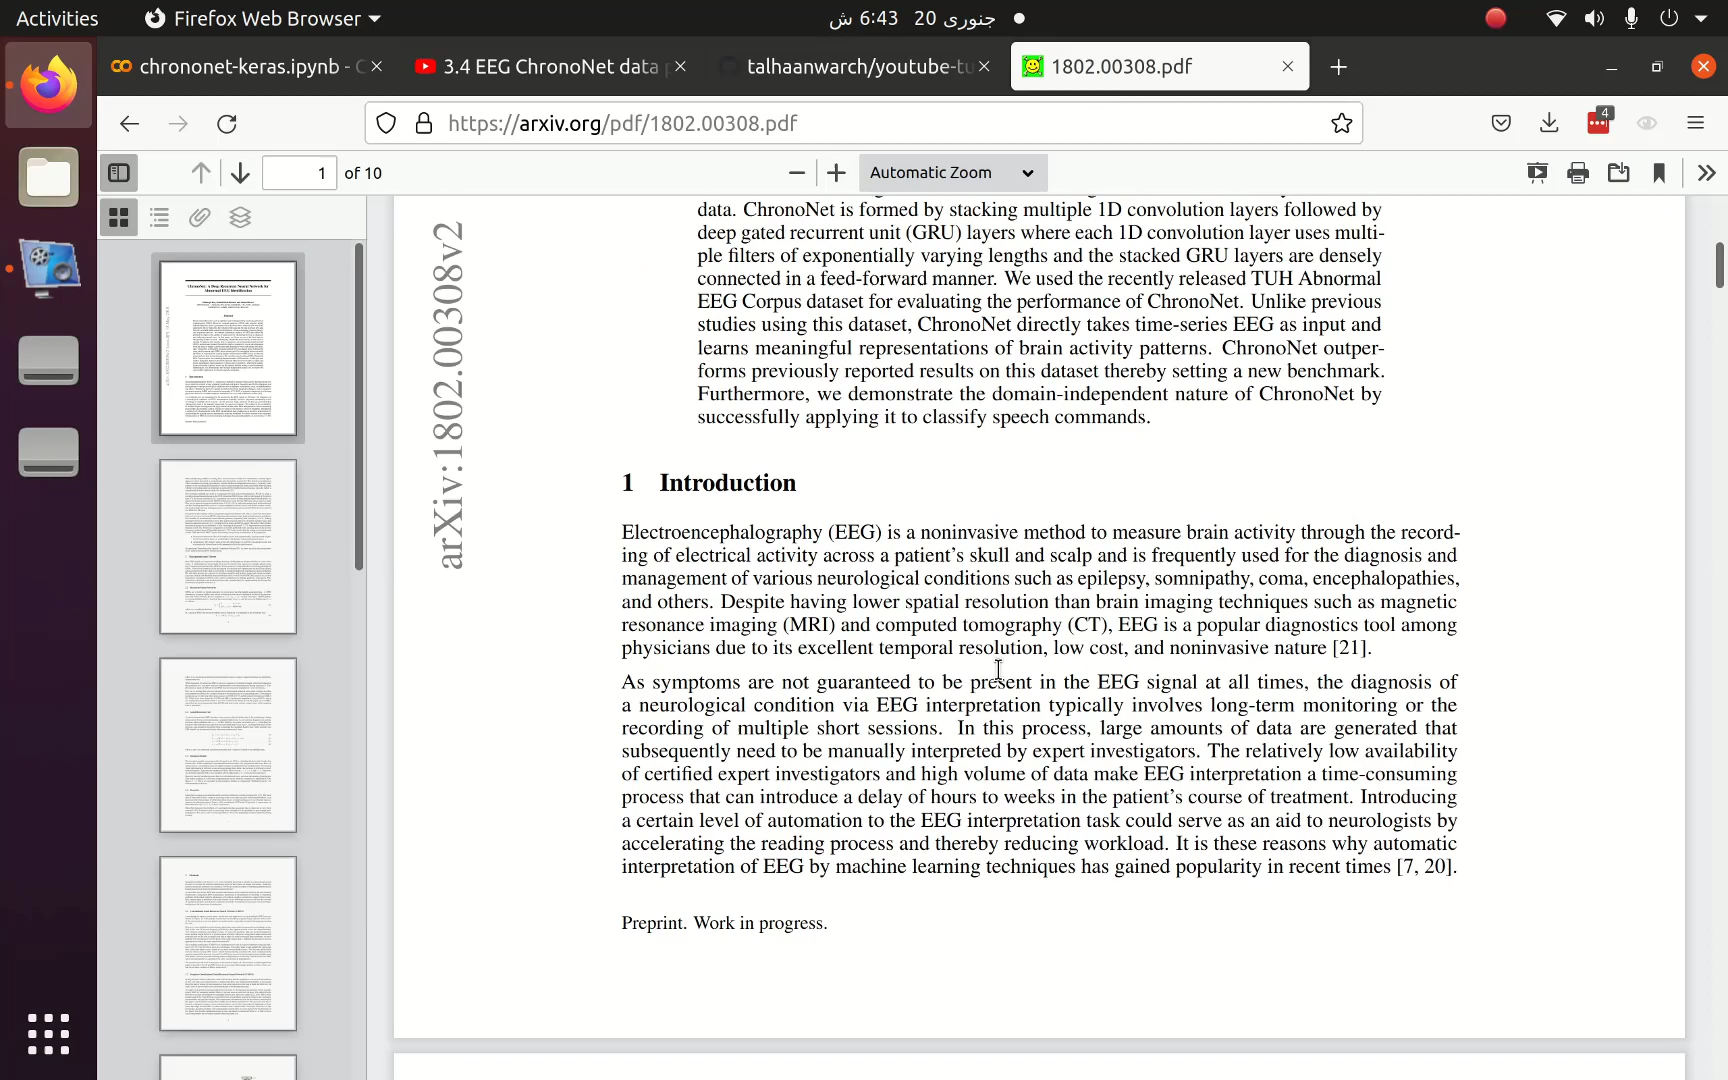 Activities
Firefox Web Browser
ش 6:43 20 جنوری
chrononet-keras.ipynb - C
3.4 EEG ChronoNet data p
talhaanwarch/youtube-tu
1802.00308.pdf
https://arxiv.org/pdf/1802.00308.pdf
4
1 of 10
Automatic Zoom
arXiv:1802.00308v2
data. ChronoNet is formed by stacking multiple 1D convolution layers followed by
deep gated recurrent unit (GRU) layers where each 1D convolution layer uses multi-
ple filters of exponentially varying lengths and the stacked GRU layers are densely
connected in a feed-forward manner. We used the recently released TUH Abnormal
EEG Corpus dataset for evaluating the performance of ChronoNet. Unlike previous
studies using this dataset, ChronoNet directly takes time-series EEG as input and
learns meaningful representations of brain activity patterns. ChronoNet outper-
forms previously reported results on this dataset thereby setting a new benchmark.
Furthermore, we demonstrate the domain-independent nature of ChronoNet by
successfully applying it to classify speech commands.
1 Introduction
Electroencephalography (EEG) is a noninvasive method to measure brain activity through the record-
ing of electrical activity across a patient's skull and scalp and is frequently used for the diagnosis and
management of various neurological conditions such as epilepsy, somnipathy, coma, encephalopathies,
and others. Despite having lower spatial resolution than brain imaging techniques such as magnetic
resonance imaging (MRI) and computed tomography (CT), EEG is a popular diagnostics tool among
physicians due to its excellent temporal resolution, low cost, and noninvasive nature [21].
As symptoms are not guaranteed to be present in the EEG signal at all times, the diagnosis of
a neurological condition via EEG interpretation typically involves long-term monitoring or the
recording of multiple short sessions. In this process, large amounts of data are generated that
subsequently need to be manually interpreted by expert investigators. The relatively low availability
of certified expert investigators and high volume of data make EEG interpretation a time-consuming
process that can introduce a delay of hours to weeks in the patient's course of treatment. Introducing
a certain level of automation to the EEG interpretation task could serve as an aid to neurologists by
accelerating the reading process and thereby reducing workload. It is these reasons why automatic
interpretation of EEG by machine learning techniques has gained popularity in recent times [7, 20].
Preprint. Work in progress.